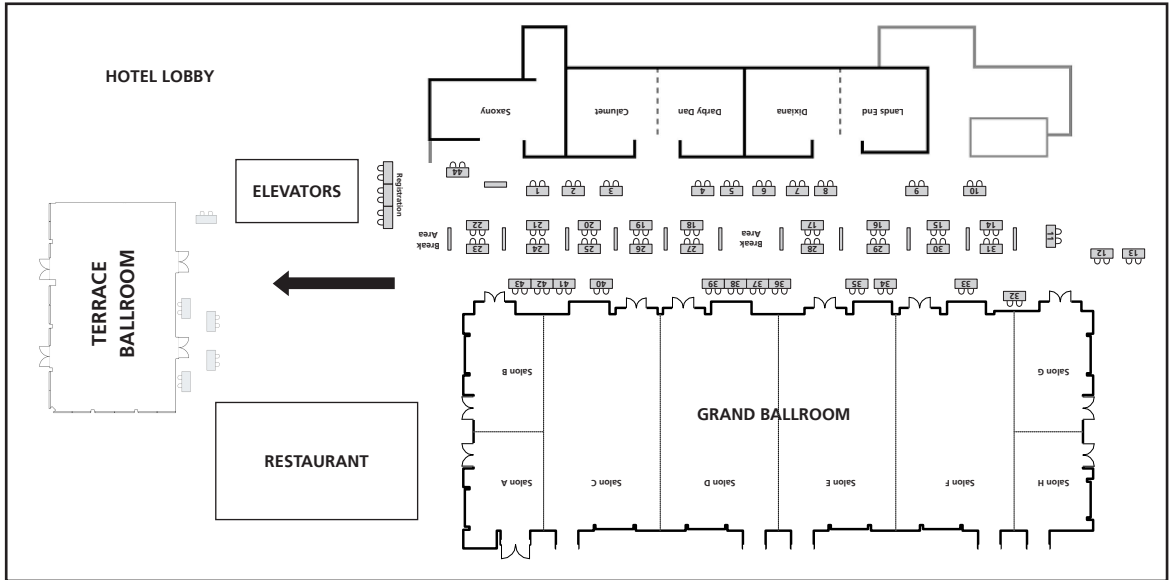 HOTEL LOBBY
Saxony
Calumet
Darby Dan
Dixiana
Lands End
ELEVATORS
Registration
44
1
2
3
4
5
6
7
8
9
10
Break
Area
22
21
20
19
18
Break
Area
17
16
15
14
11
23
24
25
26
27
28
29
30
31
12
13
TERRACE
BALLROOM
43
42
41
40
39
38
37
36
35
34
33
32
Salon B
Salon G
GRAND BALLROOM
RESTAURANT
Salon A
Salon C
Salon D
Salon E
Salon F
Salon H